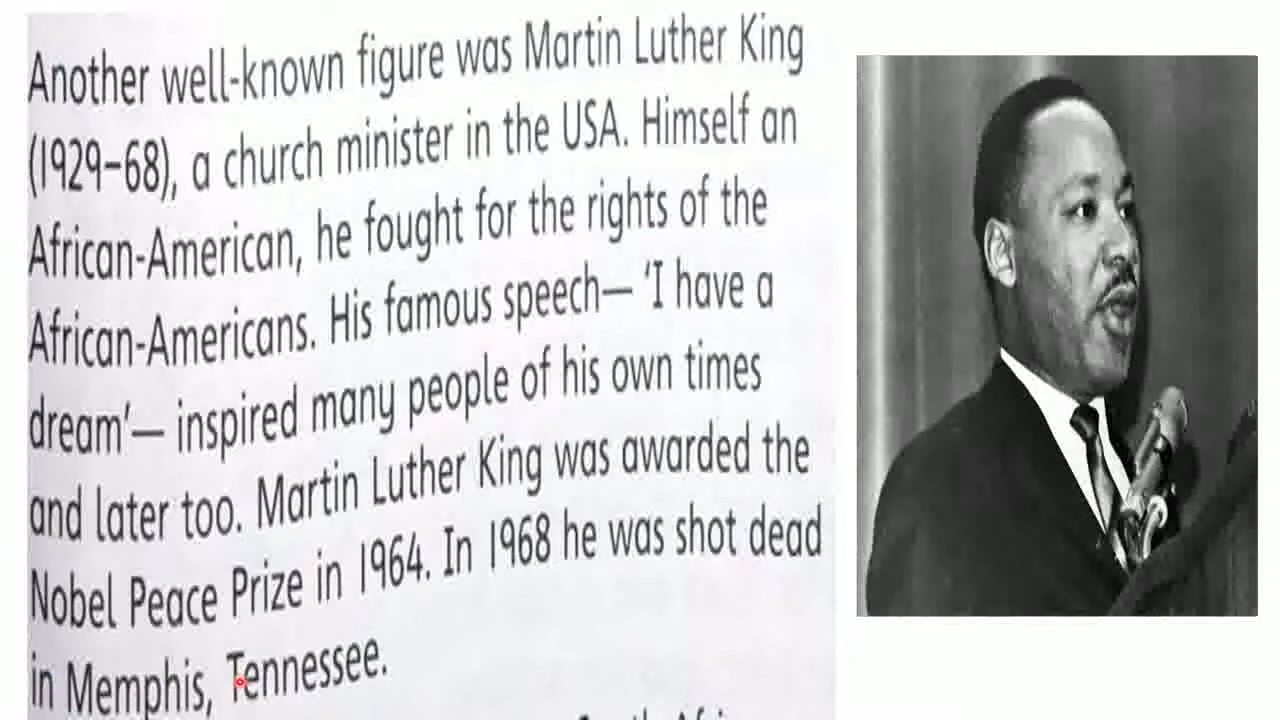 Another well-known figure was Martin Luther King
(1929–68), a church minister in the USA. Himself an
African-American, he fought for the rights of the
African-Americans. His famous speech— 'I have a
dream'— inspired many people of his own times
and later too. Martin Luther King was awarded the
Nobel Peace Prize in 1964. In 1968 he was shot dead
in Memphis, Tennessee.